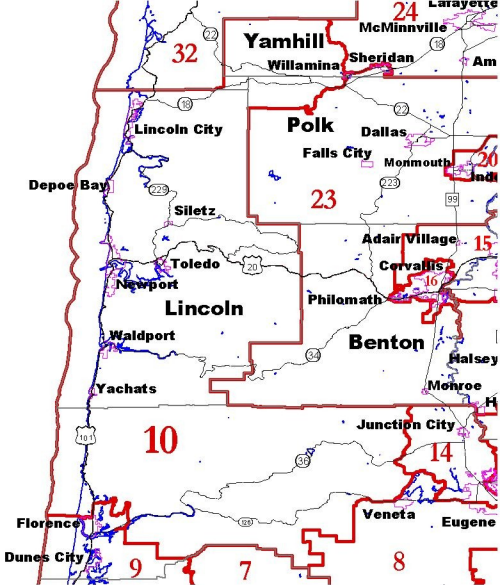 24
Lafayette
McMinnville
22
18
Yamhill
32
Sheridan
Am
Willamina
18
Polk
22
Lincoln City
Dallas
Falls City
Monmouth
20
Inde
Depoe Bay
229
223
23
99
Siletz
Adair Village
15
Toledo
20
Corvallis
16
Newport
Lincoln
Philomath
Waldport
34
Benton
Halsey
Yachats
Monroe
H
101
10
Junction City
36
14
Florence
126
Veneta
Eugene
Dunes City
9
7
8